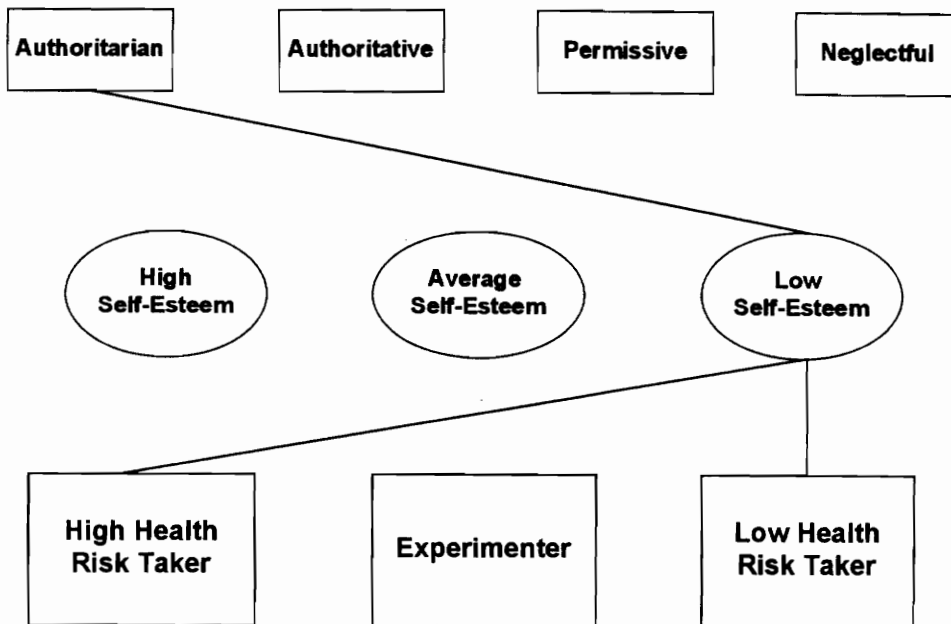 Authoritarian
Authoritative
Permissive
Neglectful
High
Self-Esteem
Average
Self-Esteem
Low
Self-Esteem
High Health
Risk Taker
Experimenter
Low Health
Risk Taker